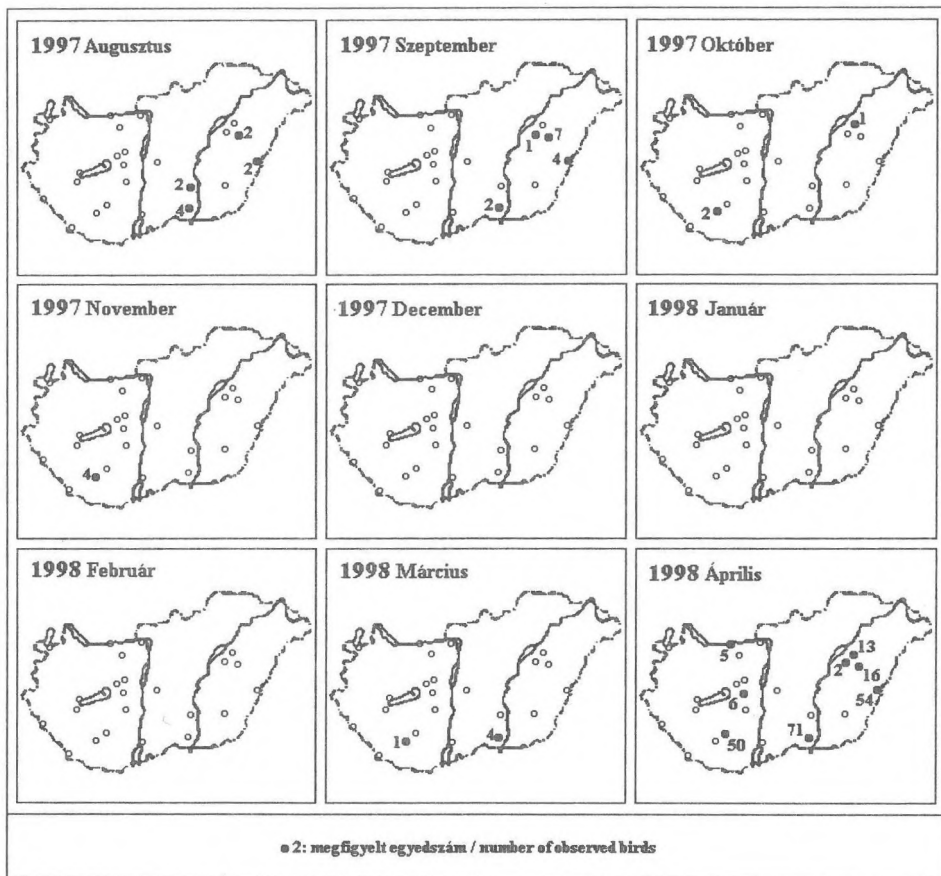 1997 Augusztus
2
2
2
4
1997 Szeptember
1
7
4
2
1997 Október
1
2
1997 November
4
1997 December
1998 Január
1998 Február
1998 Március
1
4
1998 Április
5
13
2
16
54
6
50
71
2: megfigyelt egyedszám / number of observed birds